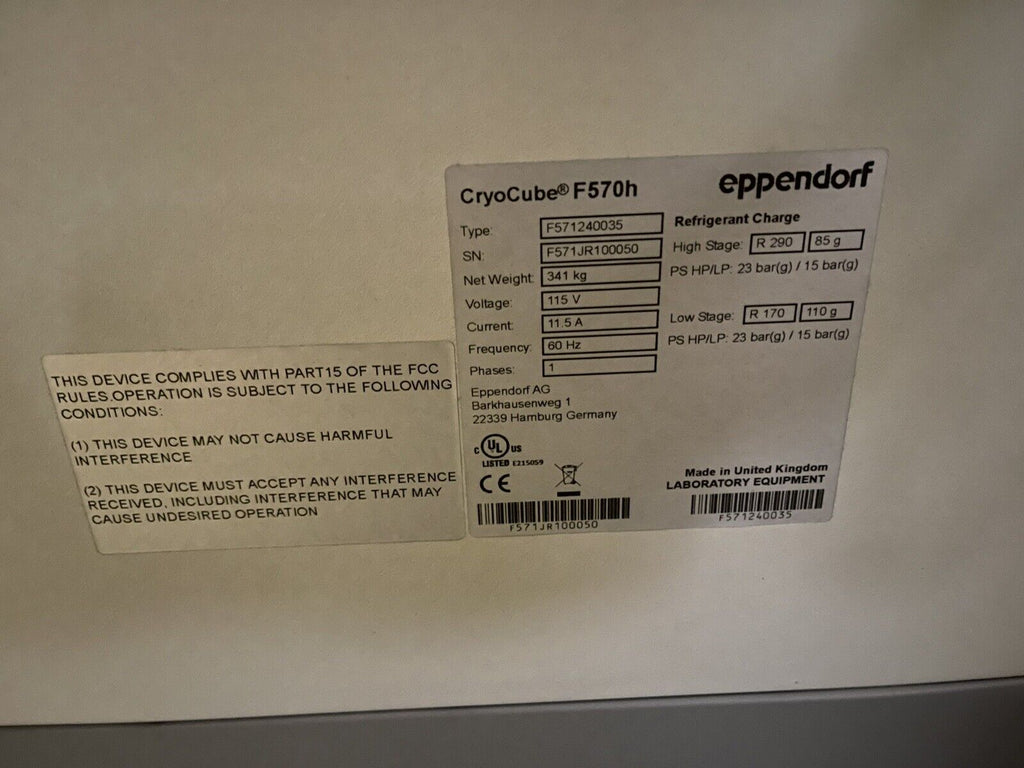 CryoCube® F570h
eppendorf
Type: F571240035
SN: F571JR100050
Net Weight: 341 kg
Voltage: 115 V
Current: 11.5 A
Frequency: 60 Hz
Phases: 1
Refrigerant Charge
High Stage: R 290 85 g
PS HP/LP: 23 bar(g) / 15 bar(g)
Low Stage: R 170 110 g
PS HP/LP: 23 bar(g) / 15 bar(g)
Eppendorf AG
Barkhausenweg 1
22339 Hamburg Germany
C UL US
LISTED E215059
CE
Made in United Kingdom
LABORATORY EQUIPMENT
F571JR100050
F571240035
THIS DEVICE COMPLIES WITH PART15 OF THE FCC
RULES.OPERATION IS SUBJECT TO THE FOLLOWING
CONDITIONS:
(1) THIS DEVICE MAY NOT CAUSE HARMFUL
INTERFERENCE
(2) THIS DEVICE MUST ACCEPT ANY INTERFERENCE
RECEIVED, INCLUDING INTERFERENCE THAT MAY
CAUSE UNDESIRED OPERATION